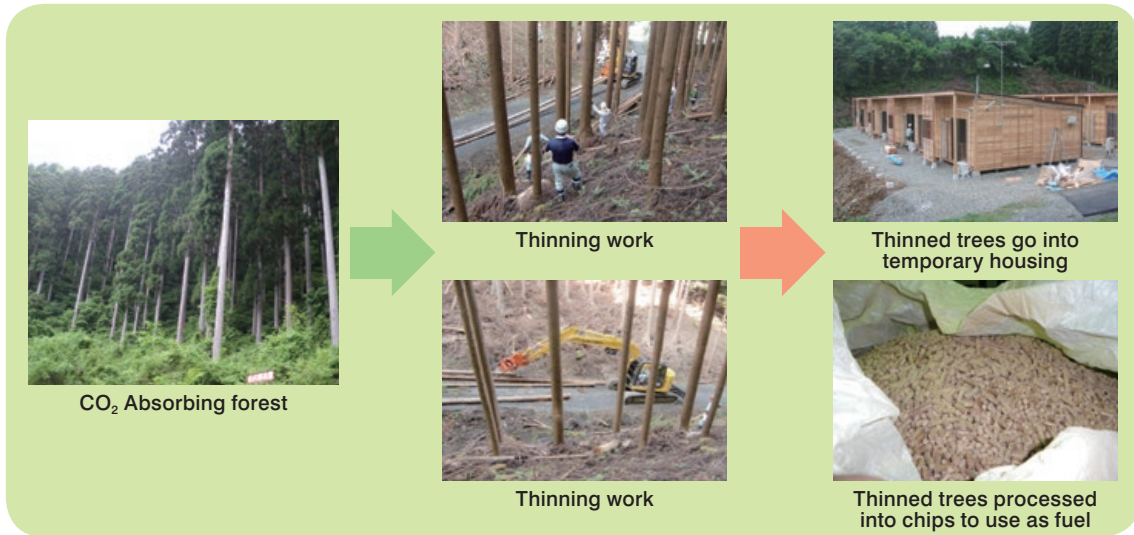 CO₂ Absorbing forest
Thinning work
Thinning work
Thinned trees go into
temporary housing
Thinned trees processed
into chips to use as fuel